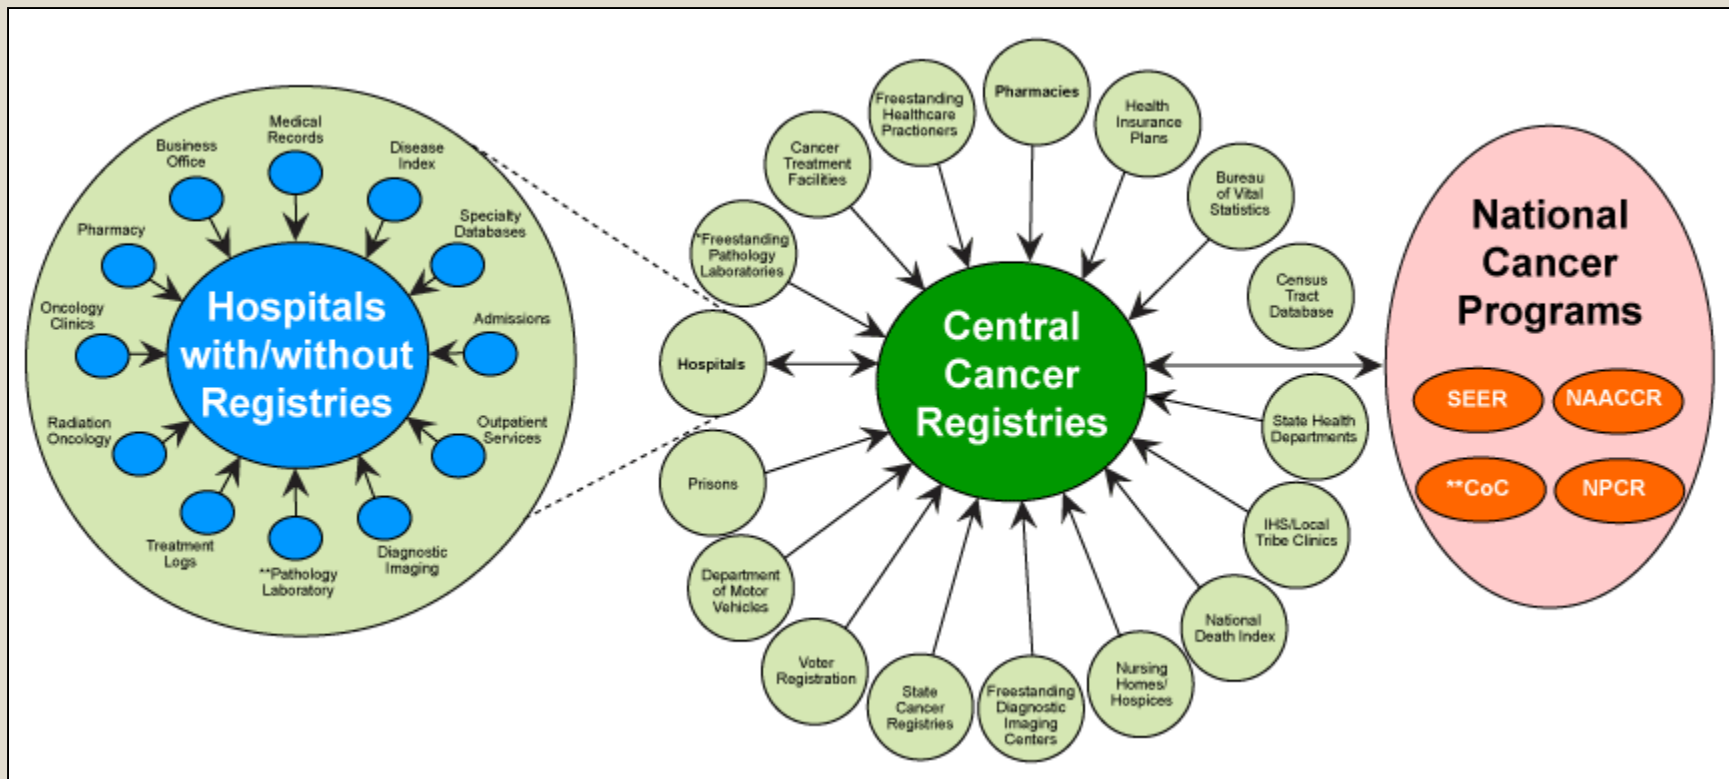 Medical
Records
Business
Office
Disease
Index
Pharmacy
Specialty
Databases
Oncology
Clinics
Admissions
Radiation
Oncology
Outpatient
Services
Treatment
Logs
**Pathology
Laboratory
Diagnostic
Imaging
Hospitals
with/without
Registries
Pharmacies
Freestanding
Healthcare
Practioners
Health
Insurance
Plans
Cancer
Treatment
Facilities
Bureau
of Vital
Statistics
*Freestanding
Pathology
Laboratories
Census
Tract
Database
Hospitals
Central
Cancer
Registries
State Health
Departments
Prisons
IHS/Local
Tribe Clinics
Department
of Motor
Vehicles
National
Death Index
Voter
Registration
State
Cancer
Registries
Freestanding
Diagnostic
Imaging
Centers
Nursing
Homes/
Hospices
National
Cancer
Programs
SEER
NAACCR
**CoC
NPCR